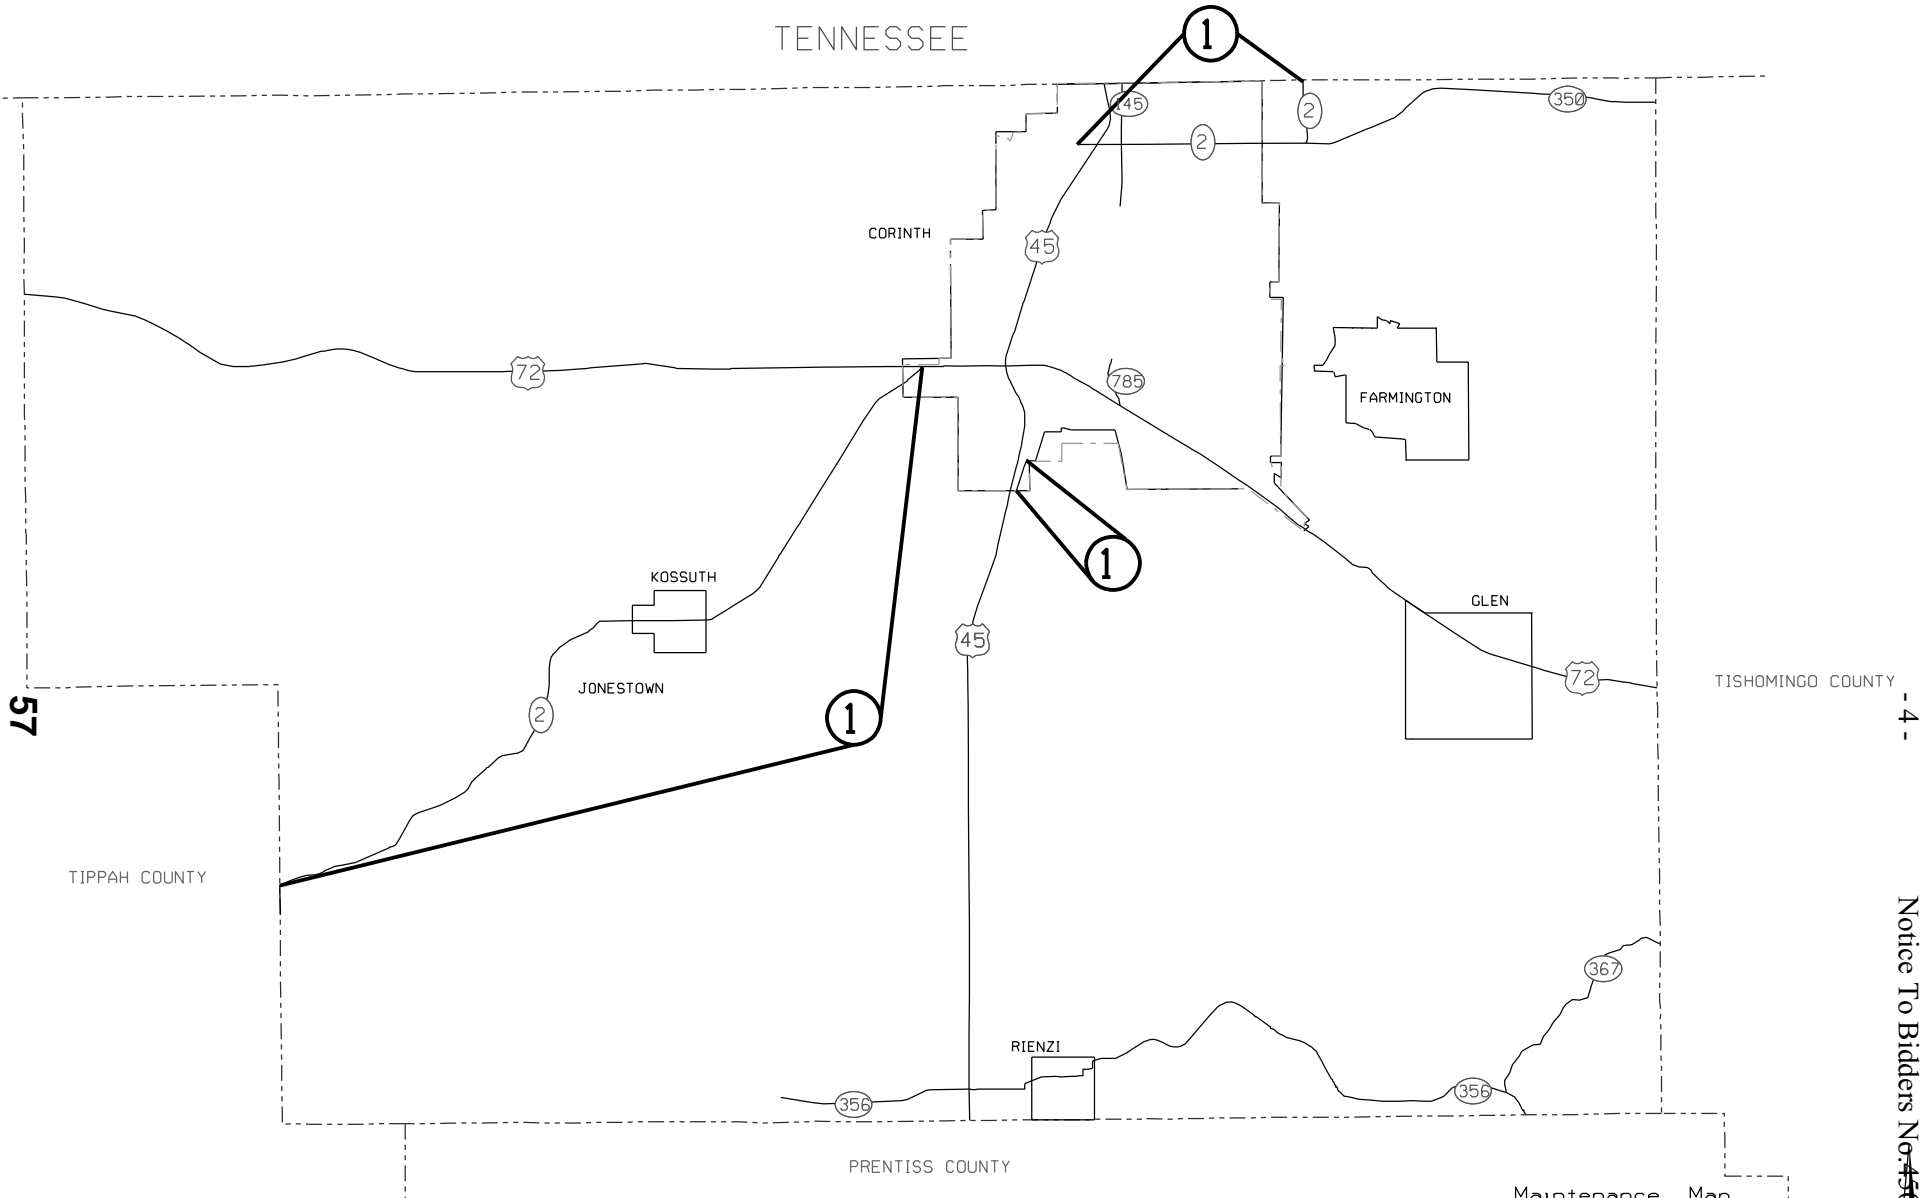 TENNESSEE
1
145
2
350
2
CORINTH
45
72
785
FARMINGTON
1
KOSSUTH
GLEN
45
72
TISHOMINGO COUNTY
JONESTOWN
2
1
57
- 4 -
TIPPAH COUNTY
Notice To Bidders No.
367
RIENZI
356
356
PRENTISS COUNTY
Maintenance Map